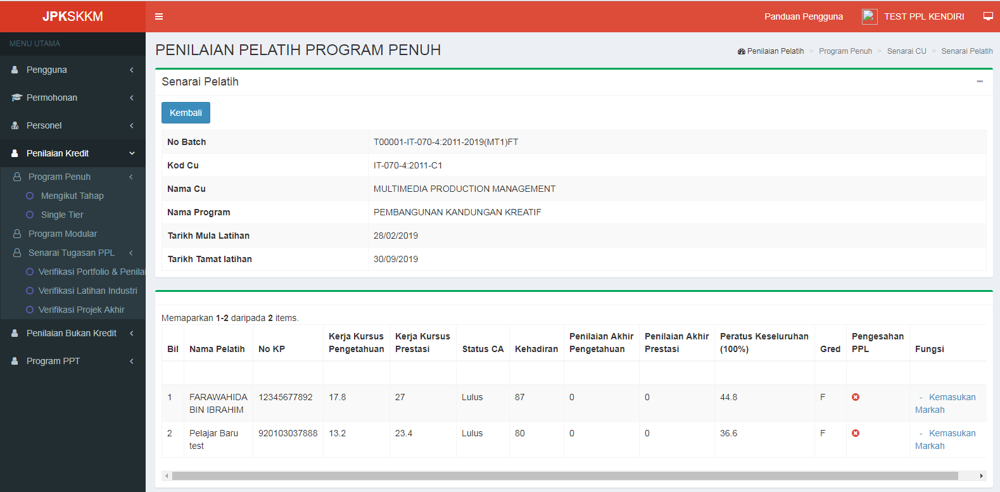 JPKSKKM
Panduan Pengguna
TEST PPL KENDIRI
MENU UTAMA
Pengguna
Permohonan
Personel
Penilaian Kredit
Program Penuh
Mengikut Tahap
Single Tier
Program Modular
Senarai Tugasan PPL
Verifikasi Portfolio & Penilai
Verifikasi Latihan Industri
Verifikasi Projek Akhir
Penilaian Bukan Kredit
Program PPT
PENILAIAN PELATIH PROGRAM PENUH
Penilaian Pelatih > Program Penuh > Senarai CU > Senarai Pelatih
Senarai Pelatih
Kembali
No Batch T00001-IT-070-4:2011-2019(MT1)FT
Kod Cu IT-070-4:2011-C1
Nama Cu MULTIMEDIA PRODUCTION MANAGEMENT
Nama Program PEMBANGUNAN KANDUNGAN KREATIF
Tarikh Mula Latihan 28/02/2019
Tarikh Tamat latihan 30/09/2019
Memaparkan 1-2 daripada 2 items.
Bil Nama Pelatih No KP Kerja Kursus Pengetahuan Kerja Kursus Prestasi Status CA Kehadiran Penilaian Akhir Pengetahuan Penilaian Akhir Prestasi Peratus Keseluruhan (100%) Gred Pengesahan PPL Fungsi
1 FARAWAHIDA BIN IBRAHIM 12345677892 17.8 27 Lulus 87 0 0 44.8 F - Kemasukan Markah
2 Pelajar Baru test 920103037888 13.2 23.4 Lulus 80 0 0 36.6 F - Kemasukan Markah